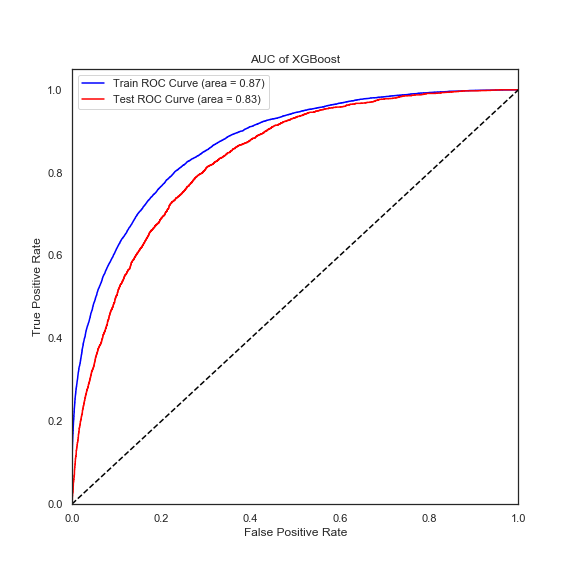 AUC of XGBoost
Train ROC Curve (area = 0.87)
Test ROC Curve (area = 0.83)
True Positive Rate
1.0
0.8
0.6
0.4
0.2
0.0
0.0 0.2 0.4 0.6 0.8 1.0
False Positive Rate